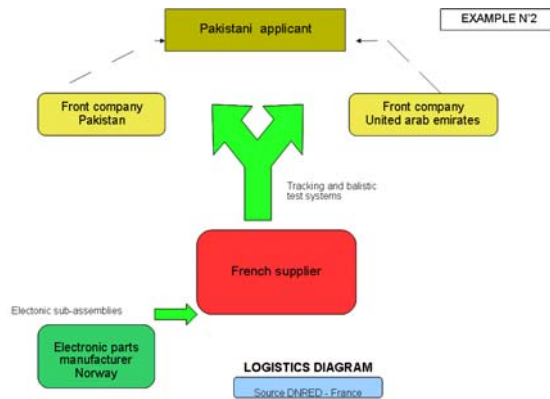 EXAMPLE N°2
Pakistani applicant
Front company
Pakistan
Front company
United arab emirates
Tracking and balistic
test systems
French supplier
Electonic sub-assemblies
Electronic parts
manufacturer
Norway
LOGISTICS DIAGRAM
Source DNRED - France